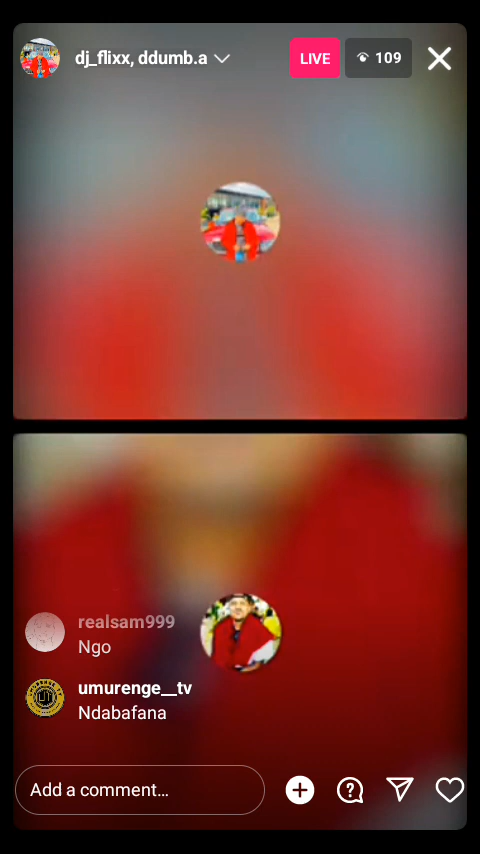 dj_flixx, ddumb.a
LIVE
109
realsam999
Ngo
umurenge__tv
Ndabafana
Add a comment…